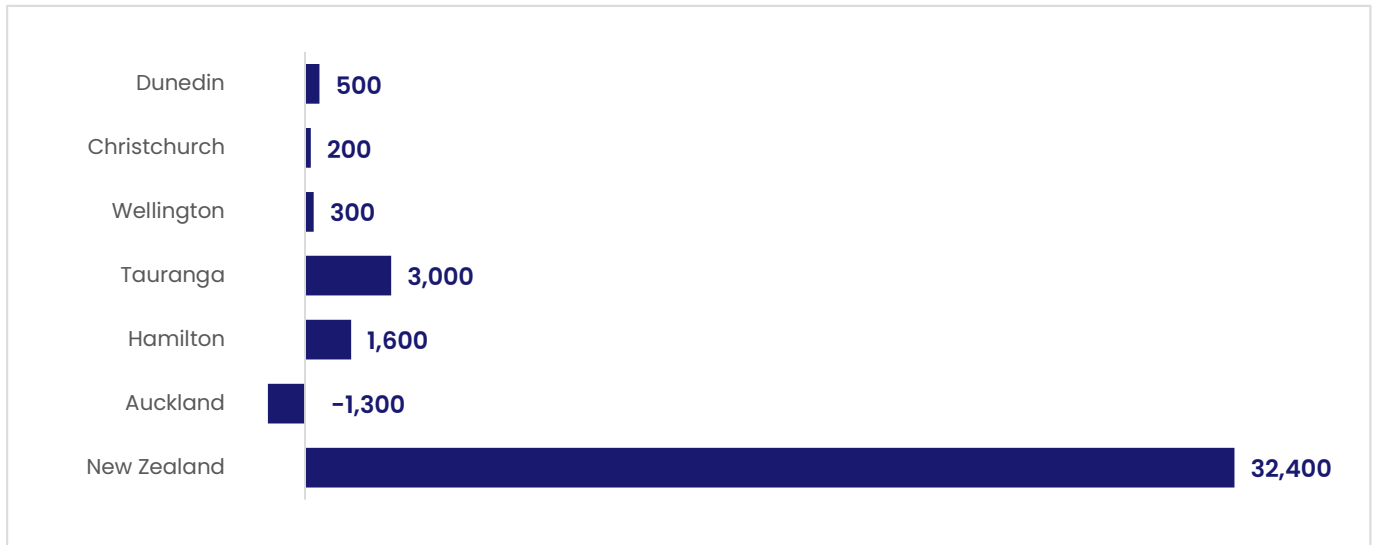 Dunedin 500
Christchurch 200
Wellington 300
Tauranga 3,000
Hamilton 1,600
Auckland -1,300
New Zealand 32,400